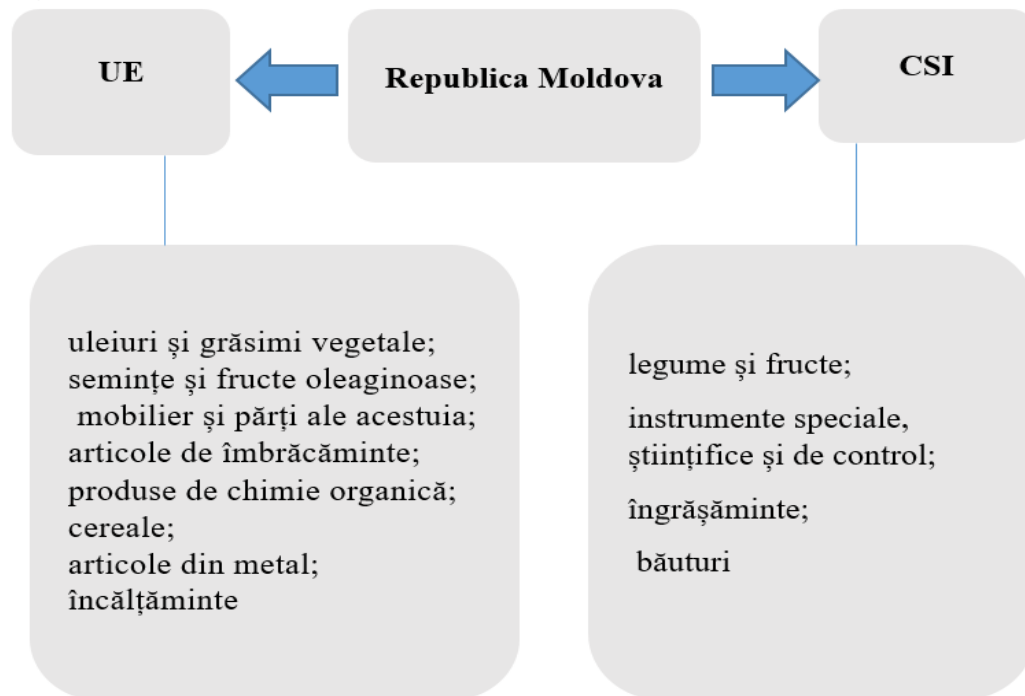 UE
Republica Moldova
CSI
uleiuri și grăsimi vegetale;
semințe și fructe oleaginoase;
mobilier și părți ale acestuia;
articole de îmbrăcăminte;
produse de chimie organică;
cereale;
articole din metal;
încălțăminte
legume și fructe;
instrumente speciale,
științifice și de control;
îngrășăminte;
băuturi